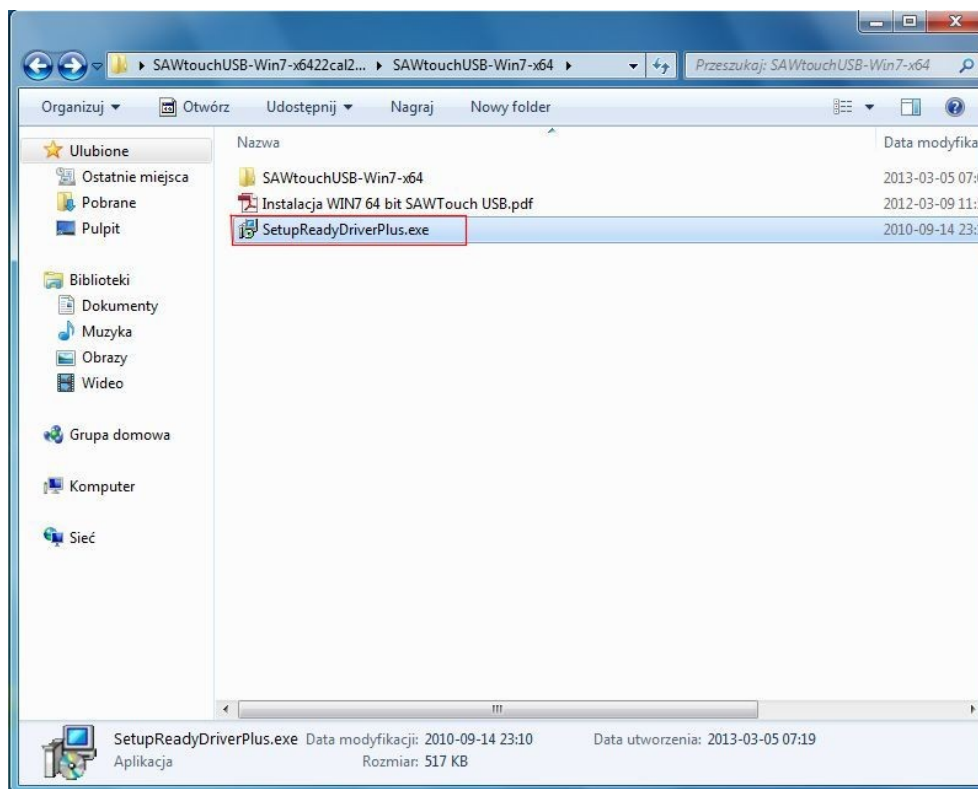 SAWtouchUSB-Win7-x6422cal2... ▸ SAWtouchUSB-Win7-x64 ▸ Przeszukaj: SAWtouchUSB-Win7-x64
Organizuj Otwórz Udostępnij Nagraj Nowy folder
Nazwa Data modyfika
Ulubione
Ostatnie miejsca
Pobrane
Pulpit
Biblioteki
Dokumenty
Muzyka
Obrazy
Wideo
Grupa domowa
Komputer
Sieć
SAWtouchUSB-Win7-x64 2013-03-05 07:
Instalacja WIN7 64 bit SAWTouch USB.pdf 2012-03-09 11:
SetupReadyDriverPlus.exe 2010-09-14 23:
SetupReadyDriverPlus.exe Data modyfikacji: 2010-09-14 23:10 Data utworzenia: 2013-03-05 07:19
Aplikacja Rozmiar: 517 KB